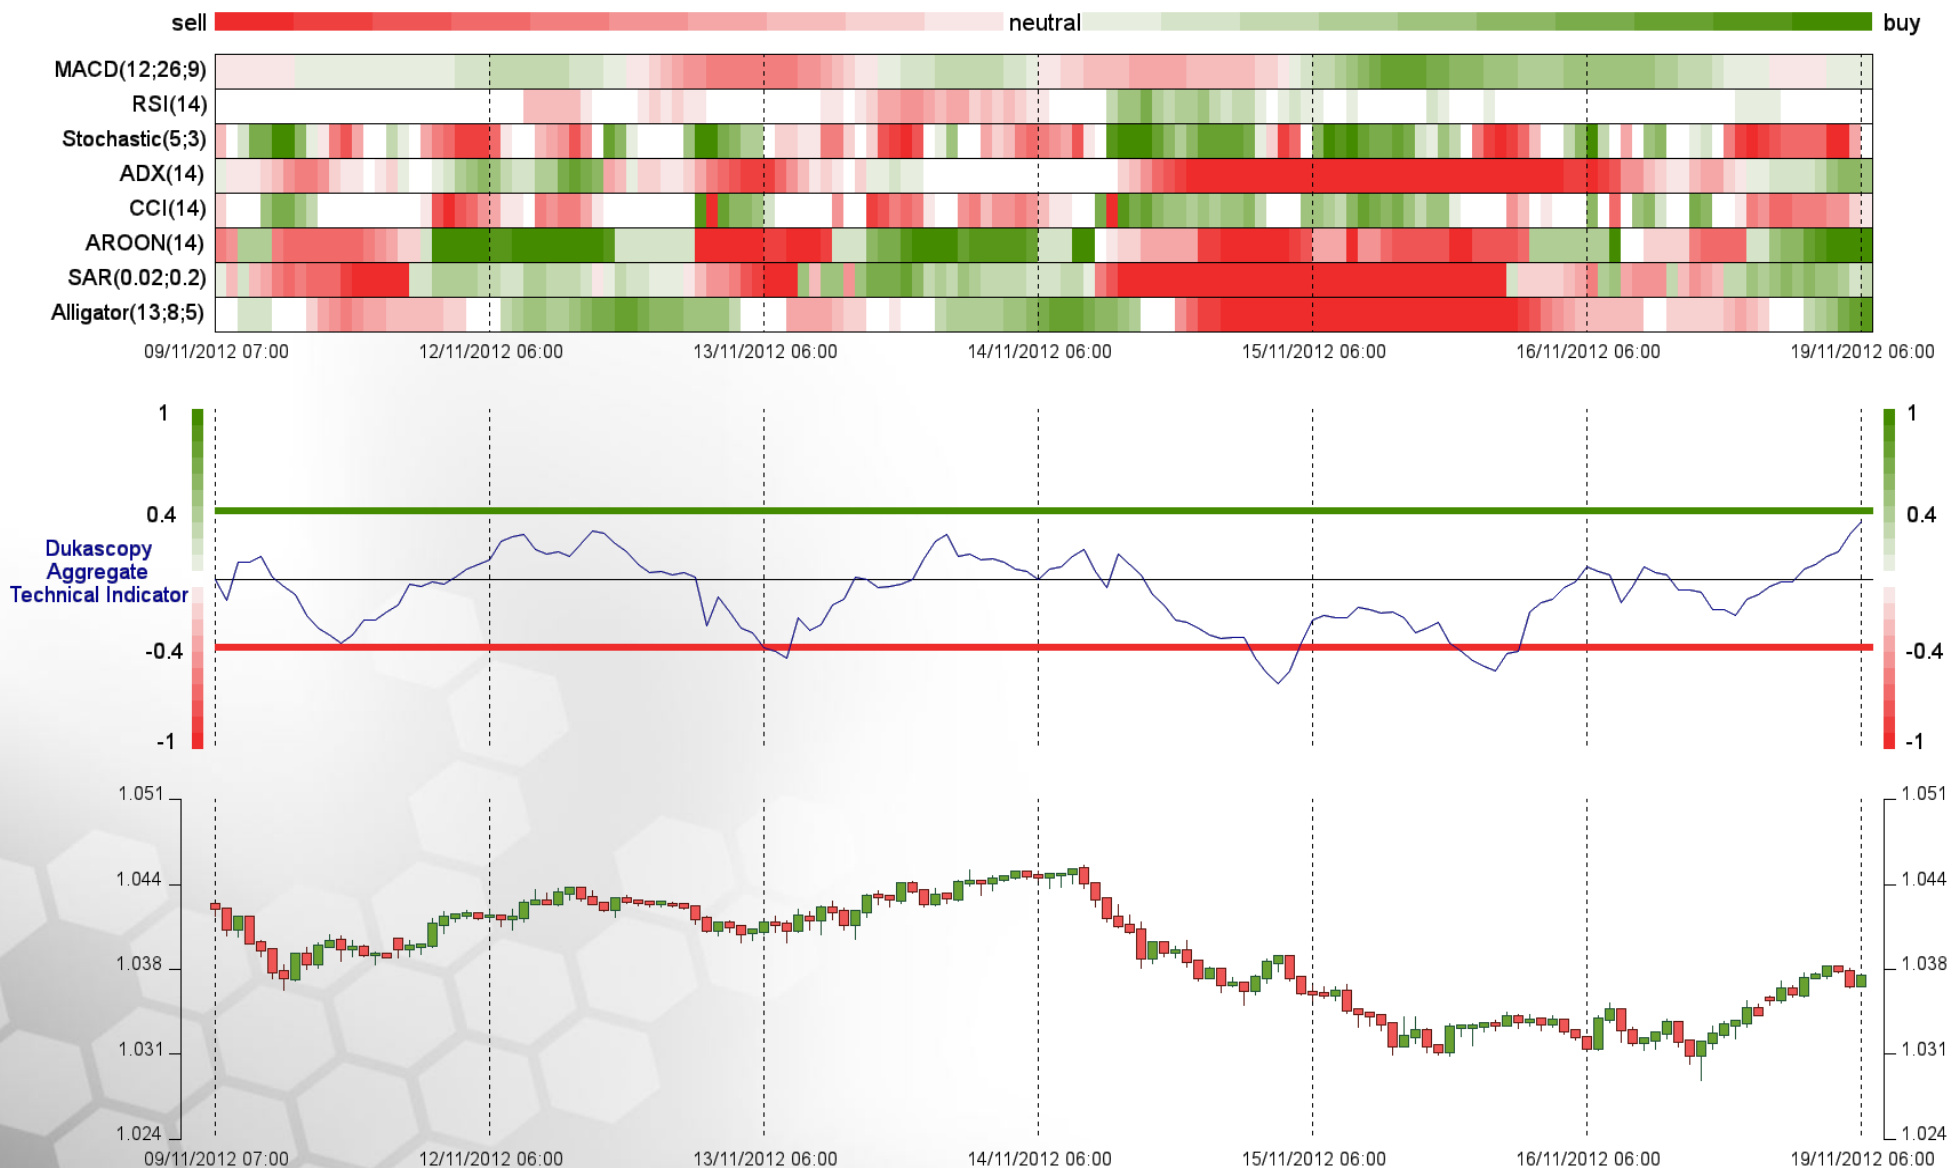 sell neutral buy
MACD(12;26;9)
RSI(14)
Stochastic(5;3)
ADX(14)
CCI(14)
AROON(14)
SAR(0.02;0.2)
Alligator(13;8;5)
09/11/2012 07:00 12/11/2012 06:00 13/11/2012 06:00 14/11/2012 06:00 15/11/2012 06:00 16/11/2012 06:00 19/11/2012 06:00
1 1
0.4 0.4
Dukascopy
Aggregate
Technical Indicator
-0.4 -0.4
-1 -1
1.051 1.051
1.044 1.044
1.038 1.038
1.031 1.031
1.024 1.024
09/11/2012 07:00 12/11/2012 06:00 13/11/2012 06:00 14/11/2012 06:00 15/11/2012 06:00 16/11/2012 06:00 19/11/2012 06:00